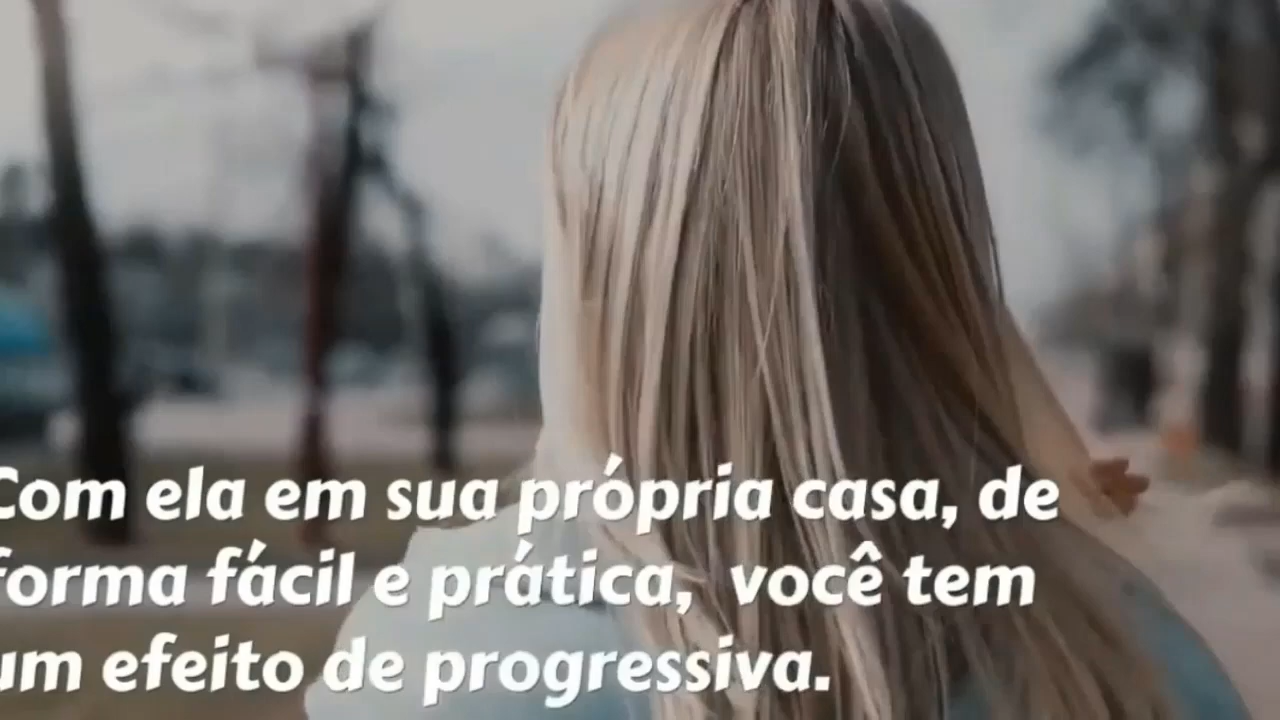 Com ela em sua própria casa, de
forma fácil e prática, você tem
um efeito de progressiva.